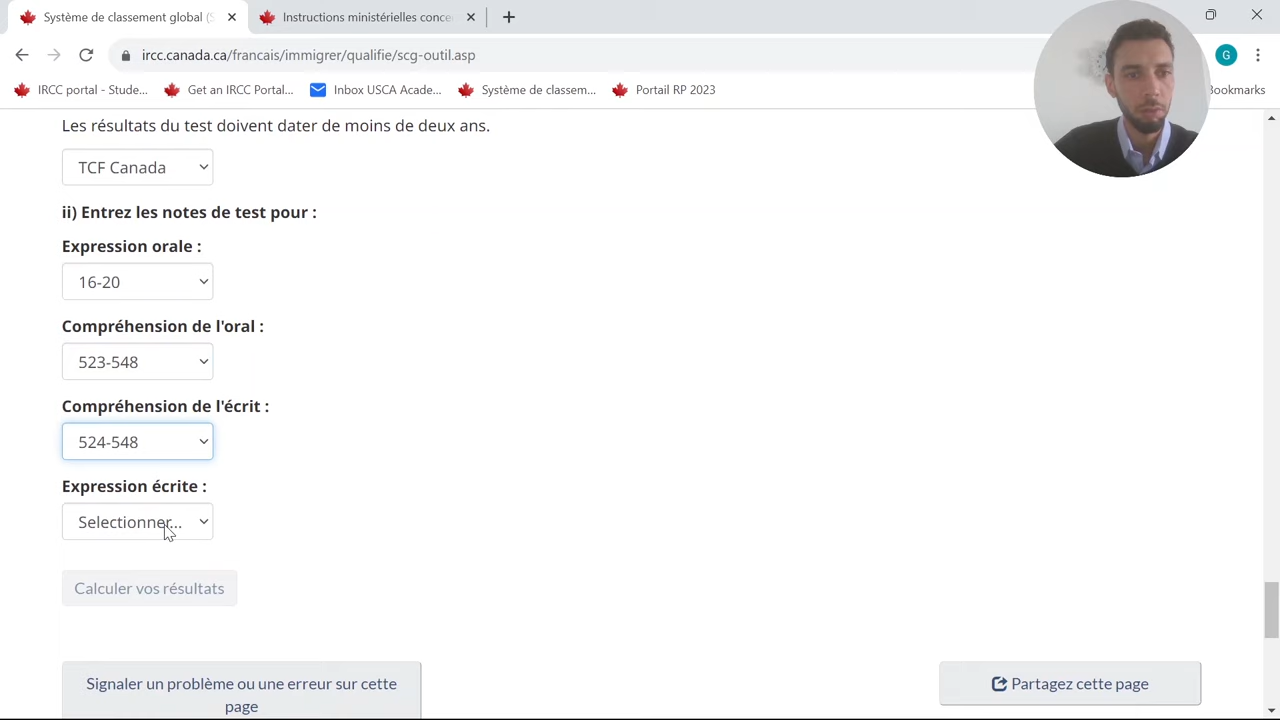 Système de classement global (S
Instructions ministérielles conce
ircc.canada.ca/francais/immigrer/qualifie/scg-outil.asp
G
IRCC portal - Stude...
Get an IRCC Portal...
Inbox USCA Acade...
Système de classem...
Portail RP 2023
Bookmarks
Les résultats du test doivent dater de moins de deux ans.
TCF Canada
ii) Entrez les notes de test pour :
Expression orale :
16-20
Compréhension de l'oral :
523-548
Compréhension de l'écrit :
524-548
Expression écrite :
Selectionner...
Calculer vos résultats
Signaler un problème ou une erreur sur cette
page
Partagez cette page